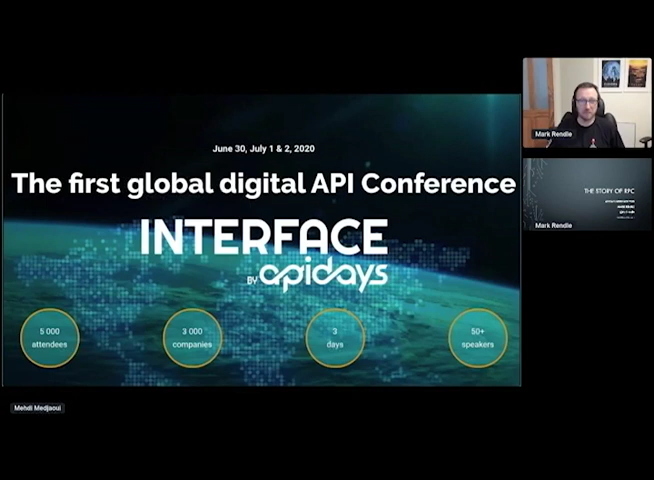 June 30, July 1 & 2, 2020
The first global digital API Conference
INTERFACE
BY apidays
5 000
attendees
3 000
companies
3
days
50+
speakers
Mehdi Medjaoui
Mark Rendle
THE STORY OF RPC
Mark Rendle